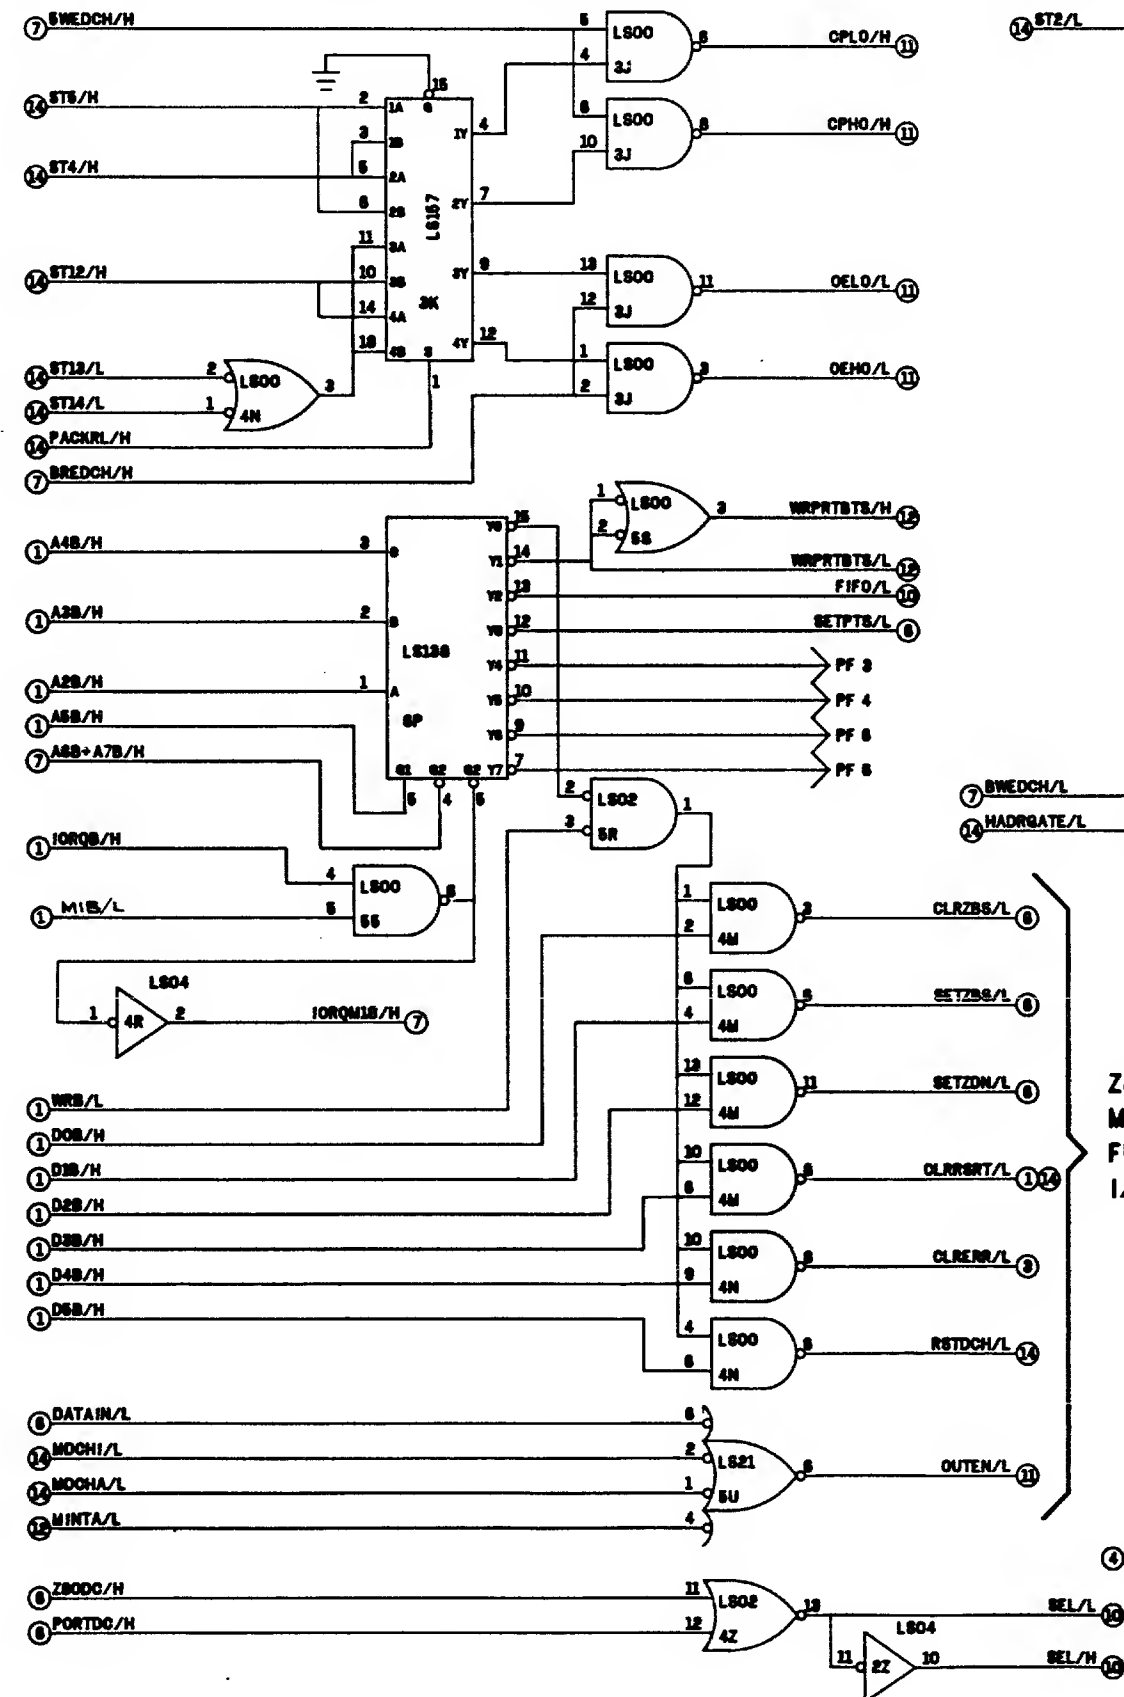 7 SWEDCH/H 5 LS00 6 CPLO/H 11 14 ST2/L
4 3J
15
14 ST5/H 2 1A G 6 LS00 8 CPHO/H 11
3 1B 1Y 4 10 3J
14 ST4/H 5 2A
6 2B LS157 2Y 7
11 3A
14 ST12/H 10 3B 3Y 9 13 LS00 11 OELO/L 11
14 4A 3K 12 3J
13 4B S 4Y 12 1 LS00 3 OEHO/L 11
14 ST13/L 2 LS00 3 1 2 3J
14 ST14/L 1 4N
14 PACKRL/H
7 BREDCH/H
1 LS00 3 WRPRTBTS/H 12
2 5S
1 A4B/H 3 C Y0 15
Y1 14 WRPRTBTS/L 12
Y2 13 FIFO/L 10
1 A3B/H 2 B Y3 12 SETPTS/L 6
LS138 Y4 11 PF 3
1 A2B/H 1 A Y5 10 PF 4
1 A5B/H 6P Y6 9 PF 6
7 A6B+A7B/H G1 G2 G2 Y7 7 PF 5
6 4 5
2 LS02 1 7 BWEDCH/L
3 5R 14 HADRGATE/L
1 IORQB/H 4 LS00 6
1 M1B/L 5 5S
1 LS00 3 CLRZBS/L 6
2 4M
LS04
1 4R 2 IORQM1B/H 7
5 LS00 6 SETZBS/L 6
4 4M
13 LS00 11 SETZDN/L 6
12 4M
1 WRB/L
1 D0B/H
1 D1B/H 10 LS00 CLRRSRT/L 1 14
4M
1 D2B/H
1 D3B/H 10 LS00 8 CLRERR/L
1 D4B/H 9 4N
1 D5B/H 4 LS00 6 RSTDCH/L 14
4N
6 DATAIN/L
14 MDCHI/L 2 LS21 6 OUTEN/L 11
14 MDCHA/L 1 5U
12 MINTA/L 4
4
6 Z80DC/H 11 LS02 13 SEL/L 10
6 PORTDC/H 12 4Z
LS04
11 2Z 10 SEL/H 10